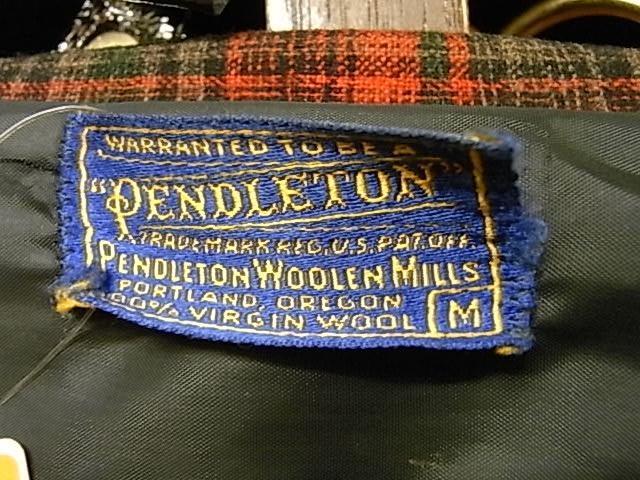 WARRANTED TO BE A
"PENDLETON"
TRADEMARK REG. U.S. PAT. OFF.
PENDLETON WOOLEN MILLS
PORTLAND, OREGON
100% VIRGIN WOOL M